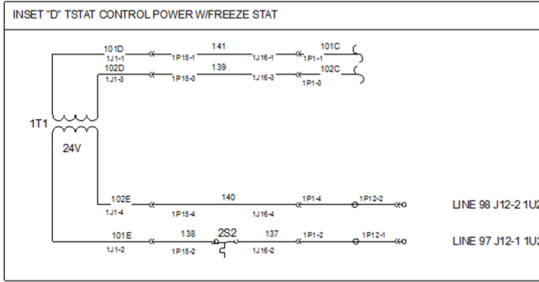 INSET "D" TSTAT CONTROL POWER W/FREEZE STAT
101D 141 101C
1J1-1 1P15-1 1J16-1 1P1-1
102D 139 102C
1J1-3 1P15-3 1J16-3 1P1-3
1T1
24V
102E 140 1P1-4 1P12-2 LINE 98 J12-2 1U2
1J1-4 1P15-4 1J16-4
101E 138 2S2 137 1P1-2 1P12-1 LINE 97 J12-1 1U2
1J1-2 1P15-2 1J16-2